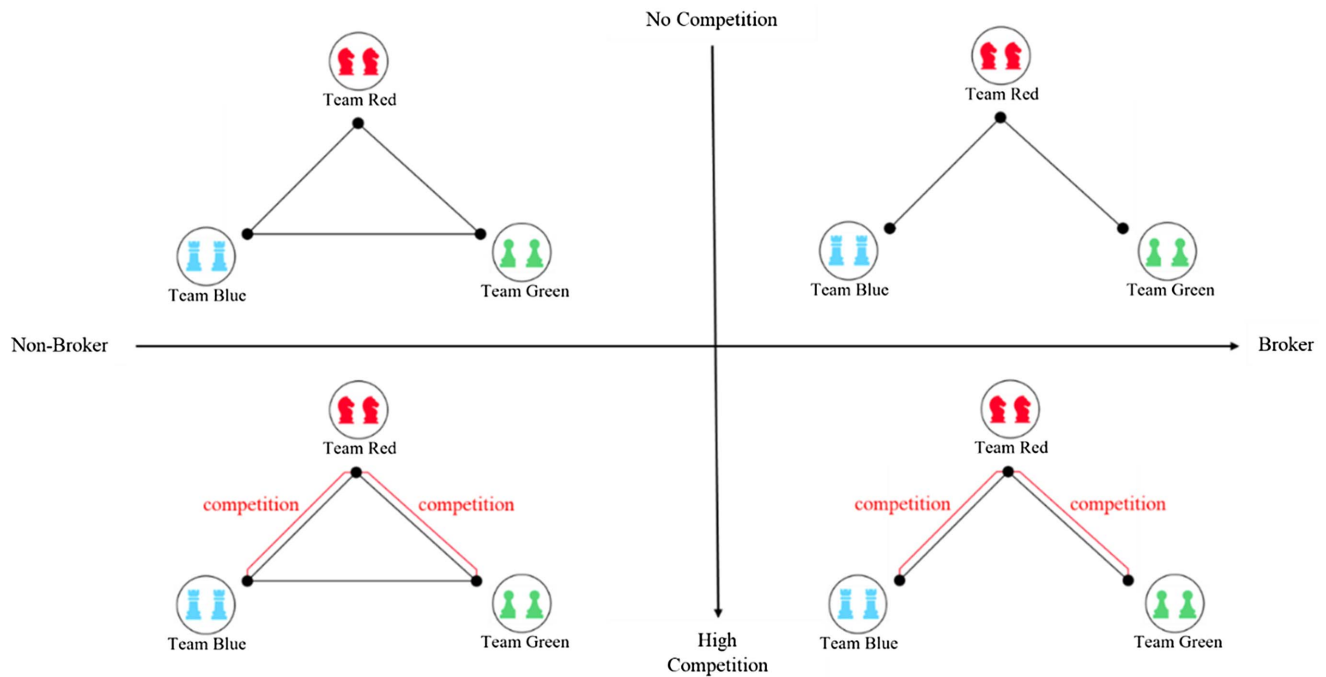 No Competition
Team Red
Team Red
Team Blue
Team Green
Team Blue
Team Green
Non-Broker
Broker
Team Red
Team Red
competition
competition
competition
competition
Team Blue
Team Green
Team Blue
Team Green
High
Competition